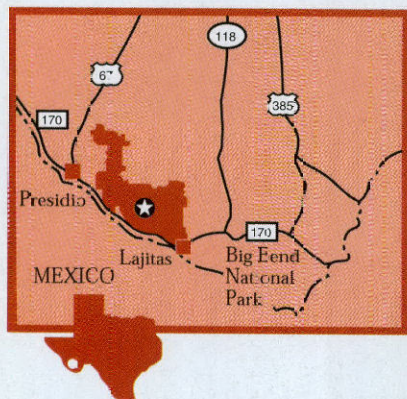 118
67
385
170
Presidio
170
Lajitas
Big Bend
National
Park
MEXICO